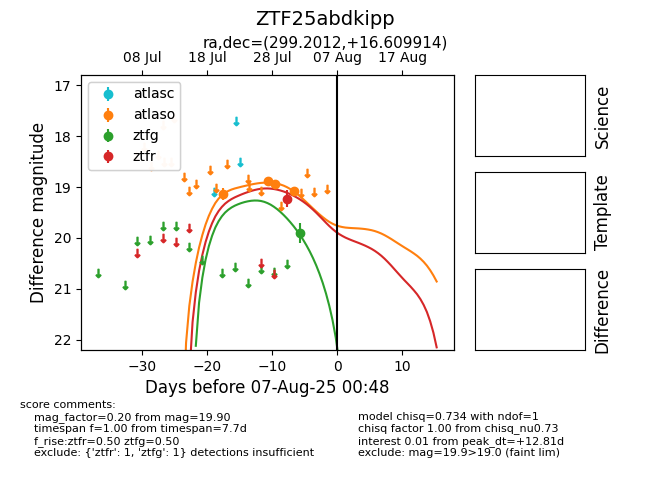 ZTF25abdkipp
ra,dec=(299.2012,+16.609914)
08 Jul 18 Jul 28 Jul 07 Aug 17 Aug
atlasc
atlaso
ztfg
ztfr
17
18
19
20
21
22
Difference magnitude
−30 −20 −10 0 10
Days before 07-Aug-25 00:48
Science
Template
Difference
score comments:
mag_factor=0.20 from mag=19.90
timespan f=1.00 from timespan=7.7d
f_rise:ztfr=0.50 ztfg=0.50
exclude: {'ztfr': 1, 'ztfg': 1} detections insufficient
model chisq=0.734 with ndof=1
chisq factor 1.00 from chisq_nu0.73
interest 0.01 from peak_dt=+12.81d
exclude: mag=19.9>19.0 (faint lim)